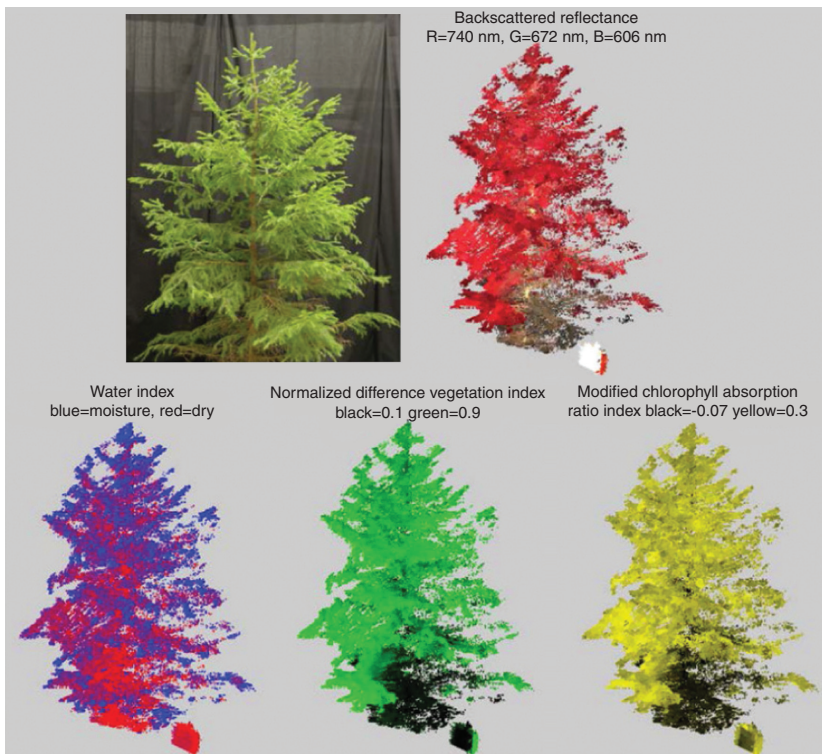 Backscattered reflectance
R=740 nm, G=672 nm, B=606 nm
Water index
blue=moisture, red=dry
Normalized difference vegetation index
black=0.1 green=0.9
Modified chlorophyll absorption
ratio index black=-0.07 yellow=0.3